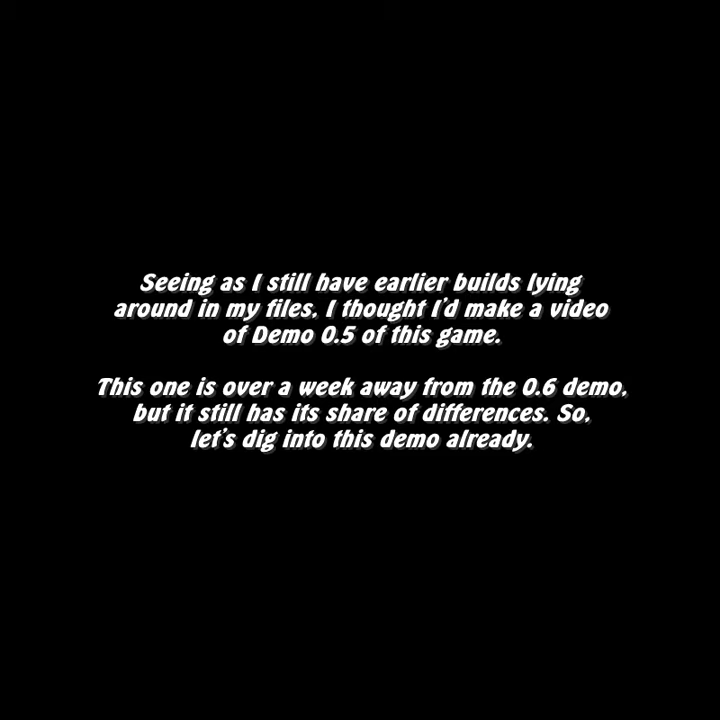 Seeing as I still have earlier builds lying
around in my files, I thought I'd make a video
of Demo 0.5 of this game.
This one is over a week away from the 0.6 demo,
but it still has its share of differences. So,
let's dig into this demo already.